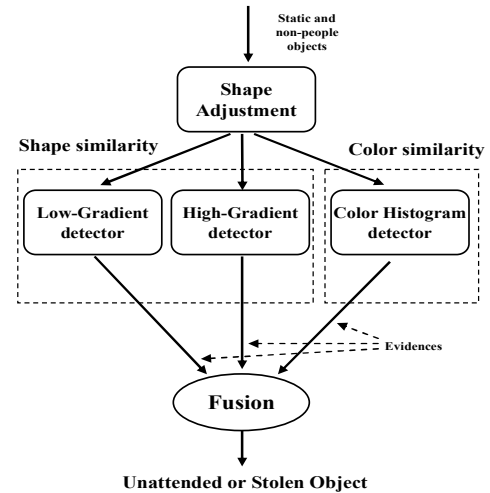 Static and
non-people
objects
Shape
Adjustment
Shape similarity
Color similarity
Low-Gradient
detector
High-Gradient
detector
Color Histogram
detector
Evidences
Fusion
Unattended or Stolen Object